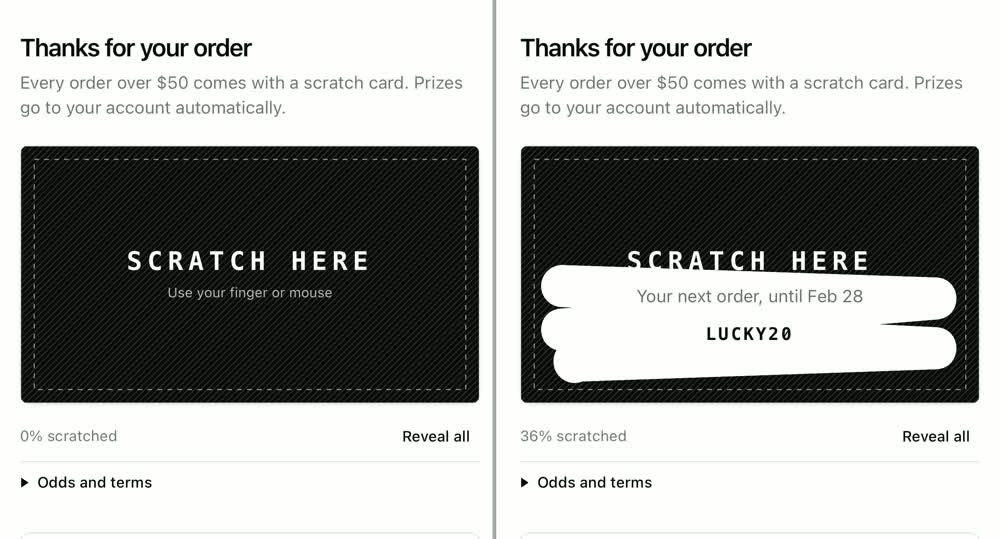 Thanks for your order
Every order over $50 comes with a scratch card. Prizes
go to your account automatically.
SCRATCH HERE
Use your finger or mouse
0% scratched
Reveal all
Odds and terms
Thanks for your order
Every order over $50 comes with a scratch card. Prizes
go to your account automatically.
SCRATCH HERE
Your next order, until Feb 28
LUCKY20
36% scratched
Reveal all
Odds and terms